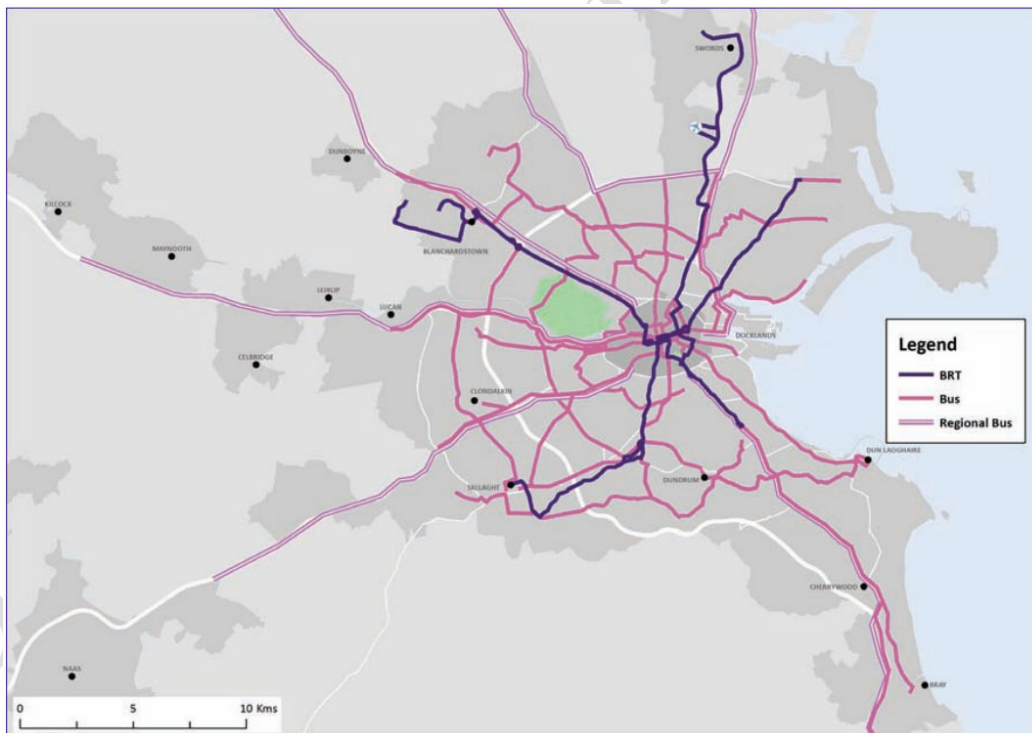 SWORDS
DUNBOYNE
KILCOCK
BLANCHARDSTOWN
MAYNOOTH
LEIXLIP
LUCAN
DOCKLANDS
CELBRIDGE
CLONDALKIN
Legend
BRT
Bus
Regional Bus
DUN LAOGHAIRE
SALLAGHT
DUNDRUM
CHERRYWOOD
NAAS
BRAY
0 5 10 Kms